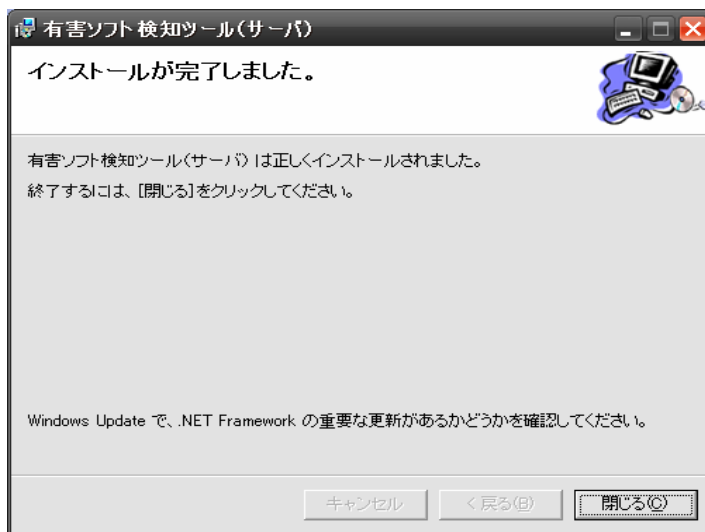 有害ソフト検知ツール(サーバ)
インストールが完了しました。
有害ソフト検知ツール(サーバ) は正しくインストールされました。
終了するには、[閉じる]をクリックしてください。
Windows Update で、.NET Framework の重要な更新があるかどうかを確認してください。
キャンセル
< 戻る(B)
閉じる(C)